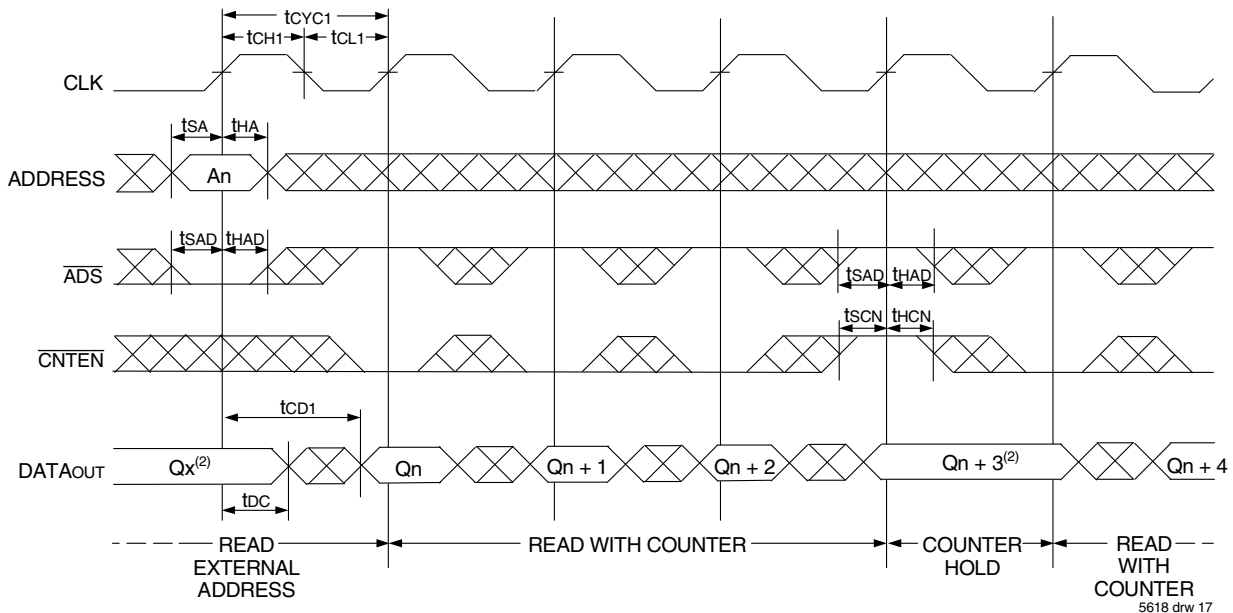 tCYC1
tCH1 tCL1
CLK
tSA tHA
ADDRESS An
tSAD tHAD
ADS
tSAD tHAD
tSCN tHCN
CNTEN
tCD1
DATAOUT Qx(2) Qn Qn + 1 Qn + 2 Qn + 3(2) Qn + 4
tDC
READ EXTERNAL ADDRESS
READ WITH COUNTER
COUNTER HOLD
READ WITH COUNTER
5618 drw 17